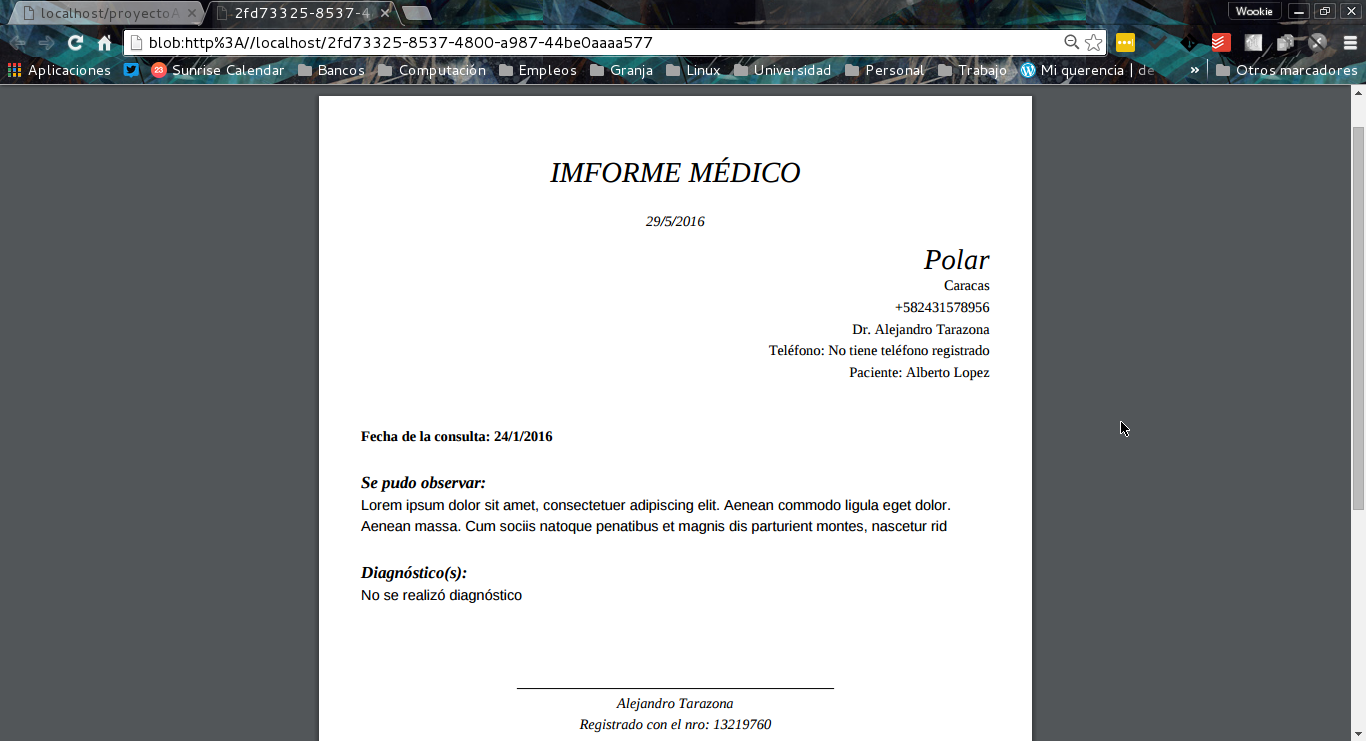 localhost/proyectoA
2fd73325-8537-4
Wookie
blob:http%3A//localhost/2fd73325-8537-4800-a987-44be0aaaa577
Aplicaciones 23 Sunrise Calendar Bancos Computación Empleos Granja Linux Universidad Personal Trabajo Mi querencia | de » Otros marcadores
IMFORME MÉDICO
29/5/2016
Polar
Caracas
+582431578956
Dr. Alejandro Tarazona
Teléfono: No tiene teléfono registrado
Paciente: Alberto Lopez
Fecha de la consulta: 24/1/2016
Se pudo observar:
Lorem ipsum dolor sit amet, consectetuer adipiscing elit. Aenean commodo ligula eget dolor.
Aenean massa. Cum sociis natoque penatibus et magnis dis parturient montes, nascetur rid
Diagnóstico(s):
No se realizó diagnóstico
Alejandro Tarazona
Registrado con el nro: 13219760